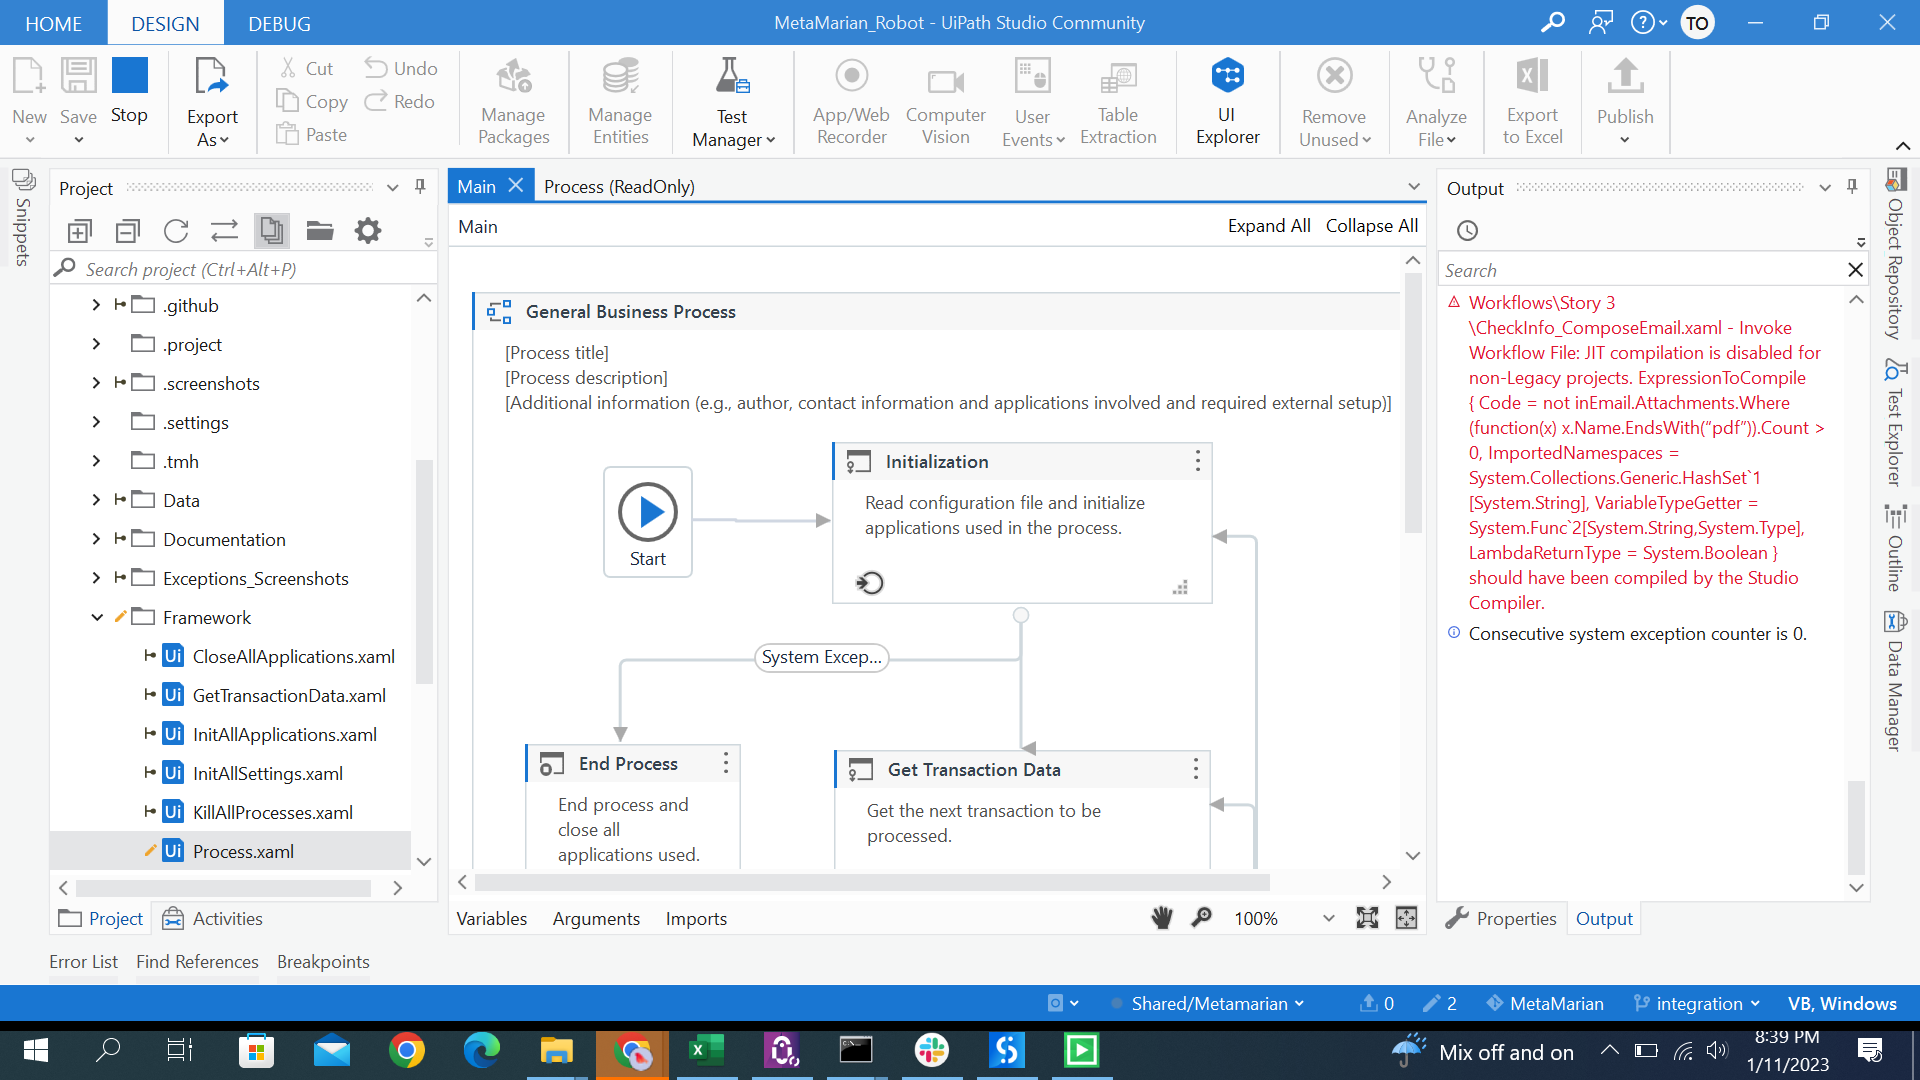 HOME
DESIGN
DEBUG
MetaMarian_Robot - UiPath Studio Community
TO
New
Save
Stop
Export
As
Cut
Copy
Paste
Undo
Redo
Manage
Packages
Manage
Entities
Test
Manager
App/Web
Recorder
Computer
Vision
User
Events
Table
Extraction
UI
Explorer
Remove
Unused
Analyze
File
Export
to Excel
Publish
Snippets
Project
Search project (Ctrl+Alt+P)
.github
.project
.screenshots
.settings
.tmh
Data
Documentation
Exceptions_Screenshots
Framework
Ui CloseAllApplications.xaml
Ui GetTransactionData.xaml
Ui InitAllApplications.xaml
Ui InitAllSettings.xaml
Ui KillAllProcesses.xaml
Ui Process.xaml
Project
Activities
Main
Process (ReadOnly)
Main
Expand All
Collapse All
General Business Process
[Process title]
[Process description]
[Additional information (e.g., author, contact information and applications involved and required external setup)]
Start
Initialization
Read configuration file and initialize
applications used in the process.
System Excep...
End Process
End process and
close all
applications used.
Get Transaction Data
Get the next transaction to be
processed.
Variables
Arguments
Imports
100%
Output
Search
Workflows\Story 3
\CheckInfo_ComposeEmail.xaml - Invoke
Workflow File: JIT compilation is disabled for
non-Legacy projects. ExpressionToCompile
{ Code = not inEmail.Attachments.Where
(function(x) x.Name.EndsWith(“pdf”)).Count >
0, ImportedNamespaces =
System.Collections.Generic.HashSet`1
[System.String], VariableTypeGetter =
System.Func`2[System.String,System.Type],
LambdaReturnType = System.Boolean }
should have been compiled by the Studio
Compiler.
Consecutive system exception counter is 0.
Properties
Output
Object Repository
Test Explorer
Outline
Data Manager
Error List
Find References
Breakpoints
Shared/Metamarian
0
2
MetaMarian
integration
VB, Windows
Mix off and on
8:39 PM
1/11/2023